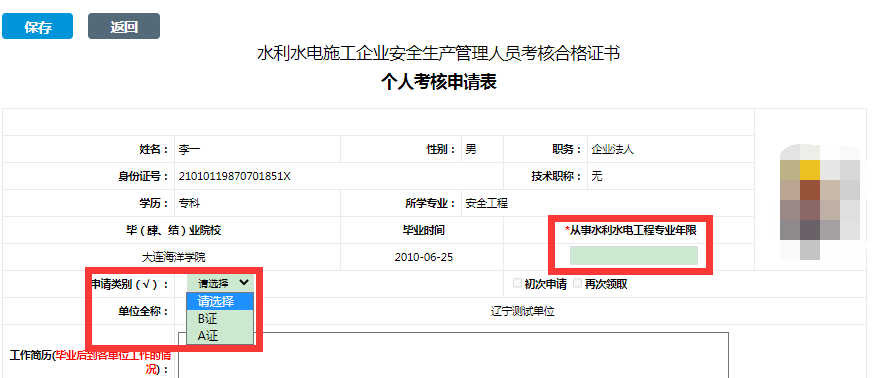 保存 返回
水利水电施工企业安全生产管理人员考核合格证书
个人考核申请表
姓名： 李一 性别： 男 职务： 企业法人
身份证号： 21010119870701851X 技术职称： 无
学历： 专科 所学专业： 安全工程
毕（肄、结）业院校 毕业时间 *从事水利水电工程专业年限
大连海洋学院 2010-06-25
申请类别（√）： 请选择 初次申请 再次领取
请选择
单位全称： 辽宁测试单位
B证
A证
工作简历(毕业后到各单位工作的情
况)：